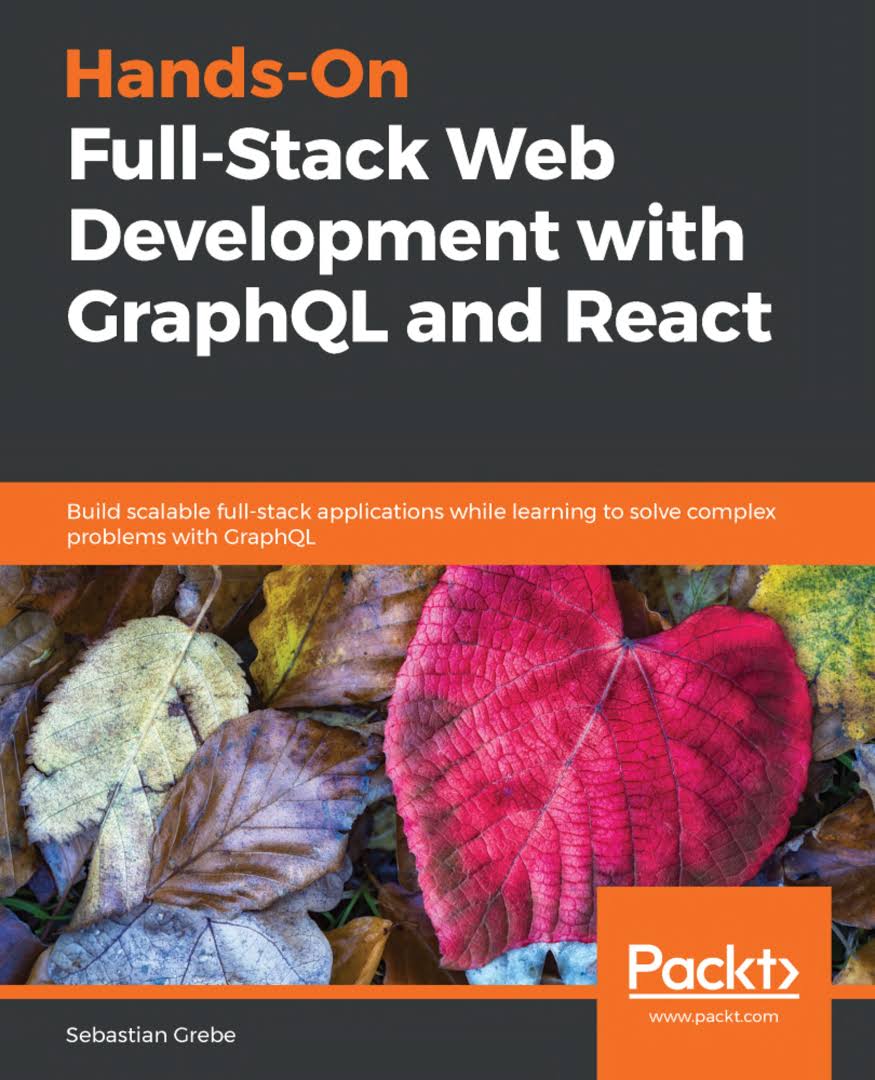 Hands-On
Full-Stack Web
Development with
GraphQL and React
Build scalable full-stack applications while learning to solve complex
problems with GraphQL
Packt>
www.packt.com
Sebastian Grebe